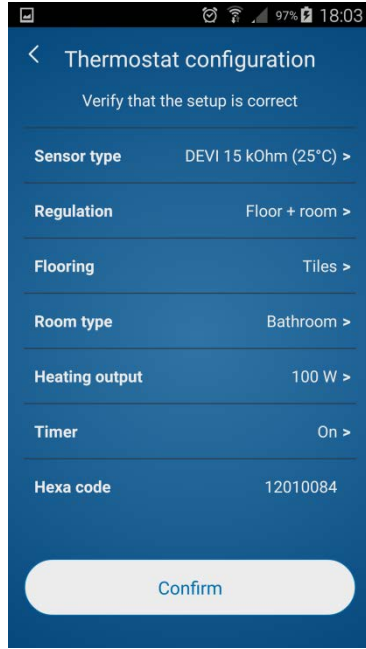 97% 18:03
< Thermostat configuration
Verify that the setup is correct
Sensor type DEVI 15 kOhm (25°C) >
Regulation Floor + room >
Flooring Tiles >
Room type Bathroom >
Heating output 100 W >
Timer On >
Hexa code 12010084
Confirm